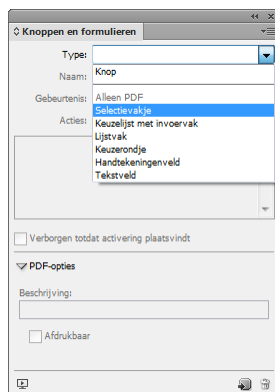 Knoppen en formulieren
Type:
Knop
Naam:
Gebeurtenis:
Alleen PDF
Selectievakje
Acties:
Keuzelijst met invoervak
Lijstvak
Keuzerondje
Handtekeningenveld
Tekstveld
Verborgen totdat activering plaatsvindt
PDF-opties
Beschrijving:
Afdrukbaar